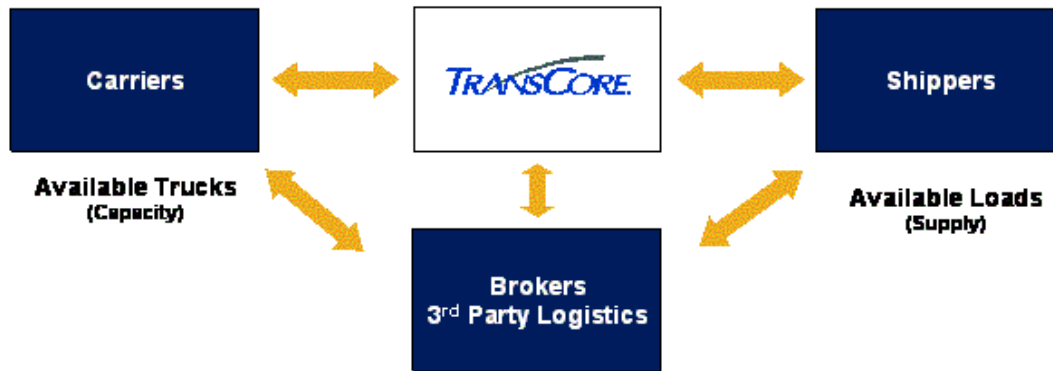 Carriers
TRANSCORE.
Shippers
Available Trucks
(Capacity)
Available Loads
(Supply)
Brokers
3rd Party Logistics